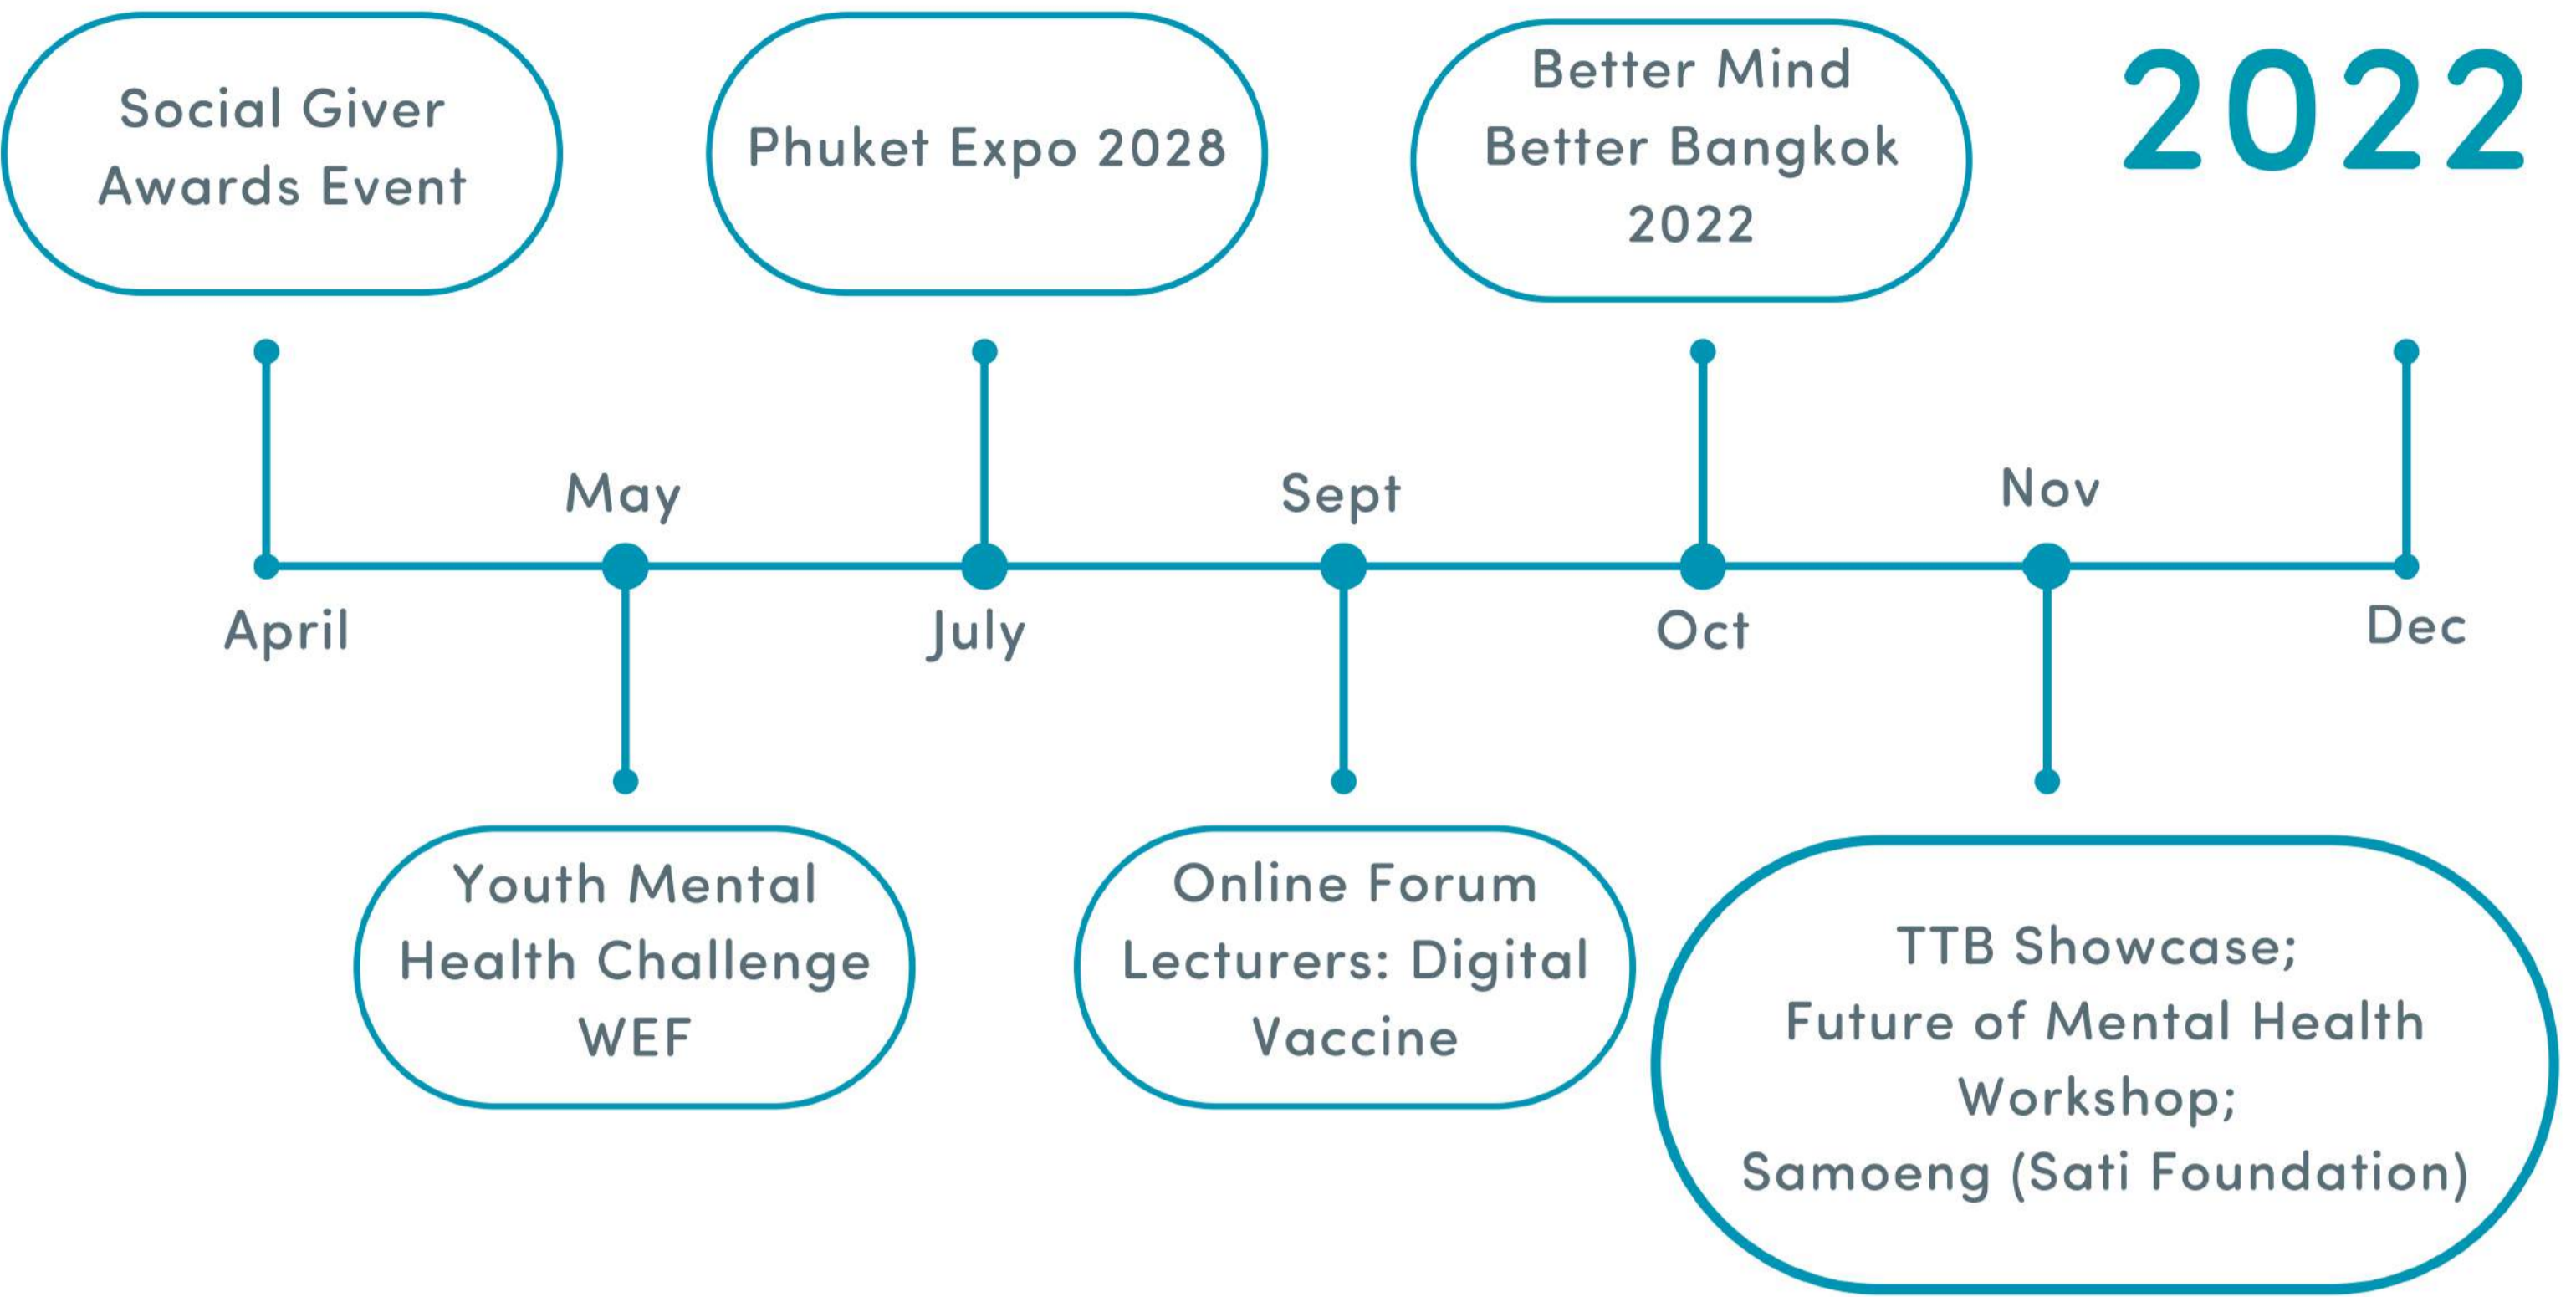 Social Giver
Awards Event
Phuket Expo 2028
Better Mind
Better Bangkok
2022
2022
May
Sept
Nov
April
July
Oct
Dec
Youth Mental
Health Challenge
WEF
Online Forum
Lecturers: Digital
Vaccine
TTB Showcase;
Future of Mental Health
Workshop;
Samoeng (Sati Foundation)